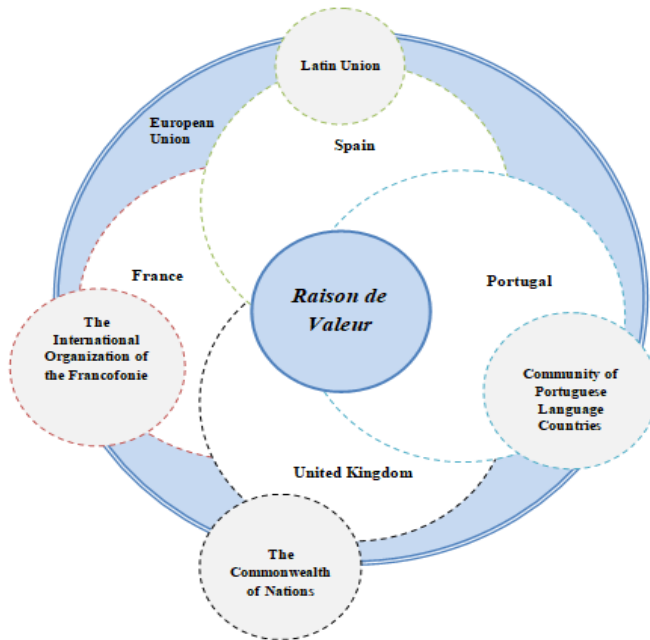 Latin Union
European
Union
Spain
France
Raison de
Valeur
Portugal
The
International
Organization of
the Francofonie
Community of
Portuguese
Language
Countries
United Kingdom
The
Commonwealth
of Nations